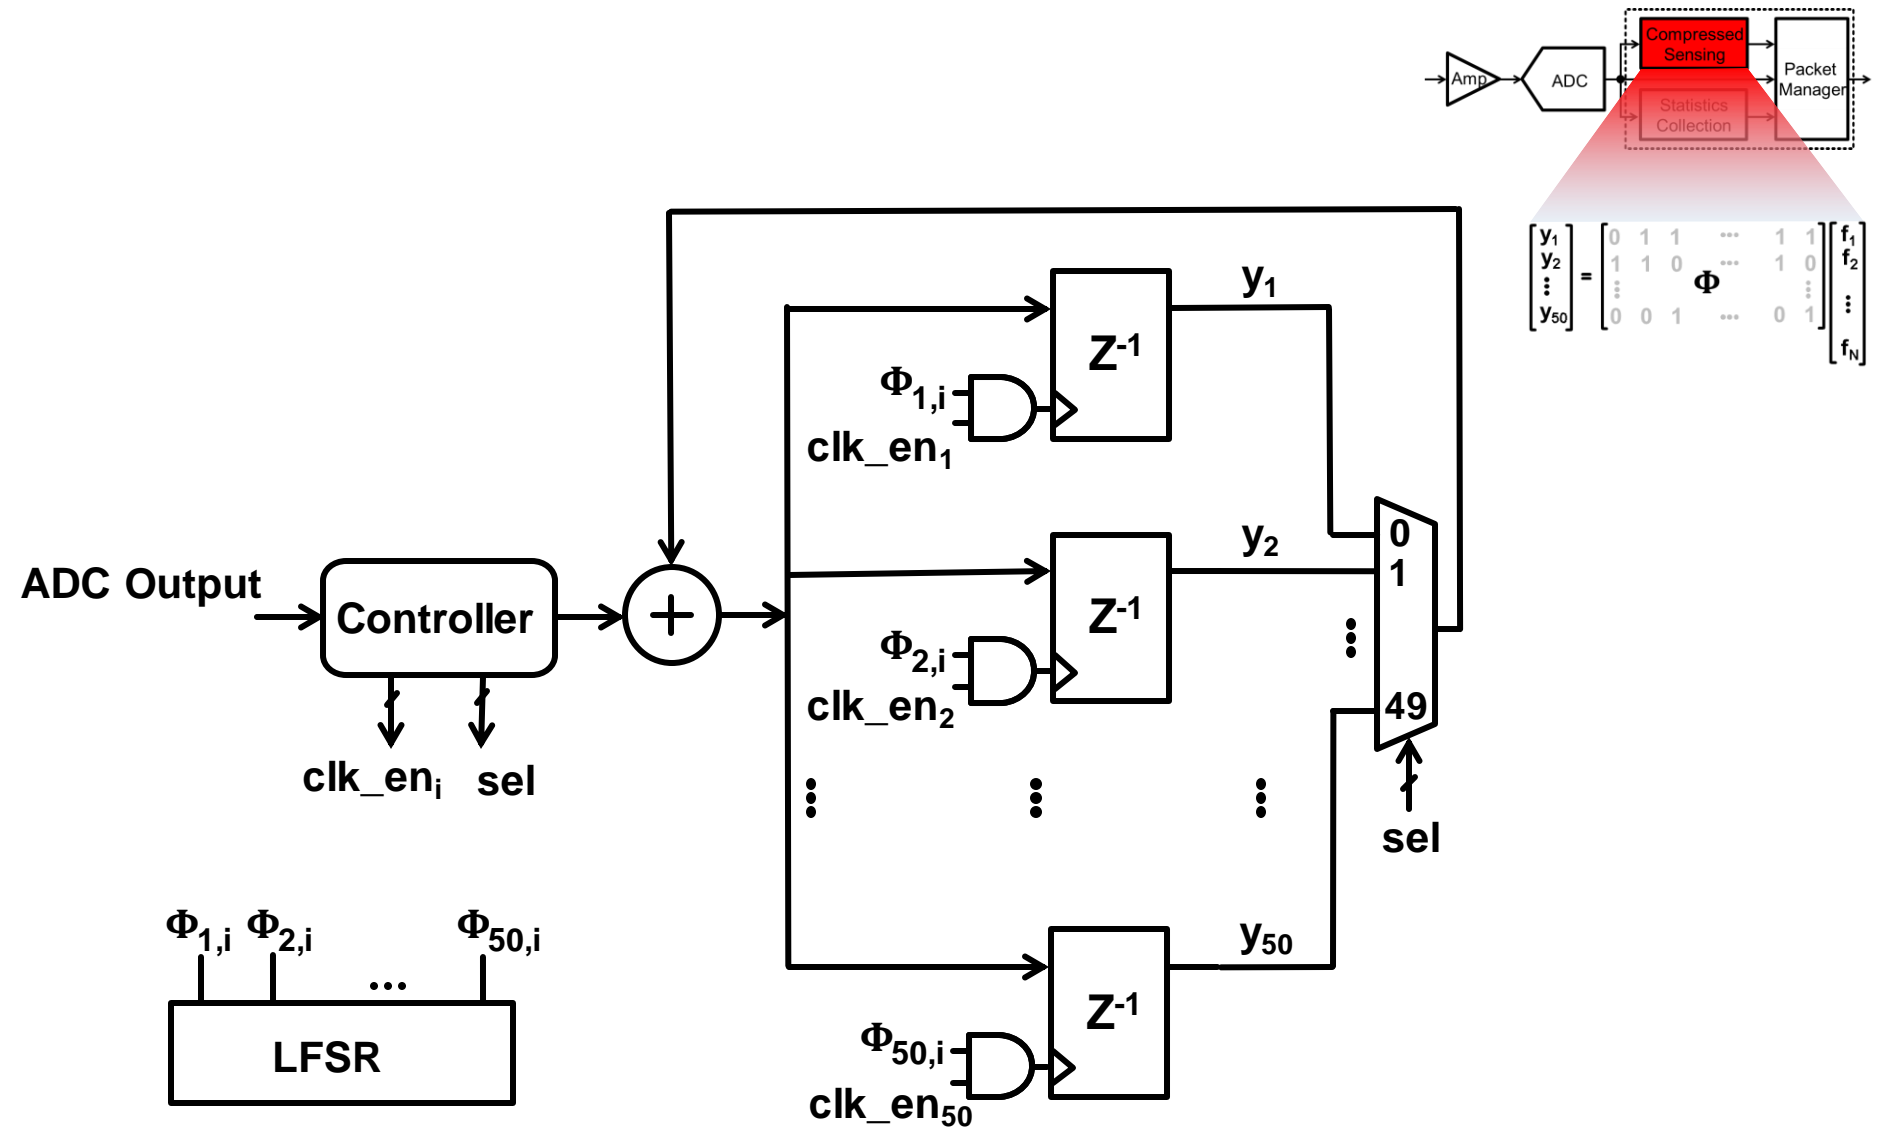 Compressed
Sensing
Amp
ADC
Packet
Manager
Statistics
Collection
y1 0 1 1 ... 1 1 f1
y2 1 1 0 ... 1 0 f2
= Φ
y50 0 0 1 ... 0 1
fN
y1
Z-1
Φ1,i
clk_en1
y2
0
1
49
sel
ADC Output
Controller
+
clk_eni sel
Z-1
Φ2,i
clk_en2
Φ1,i Φ2,i ... Φ50,i
LFSR
y50
Z-1
Φ50,i
clk_en50